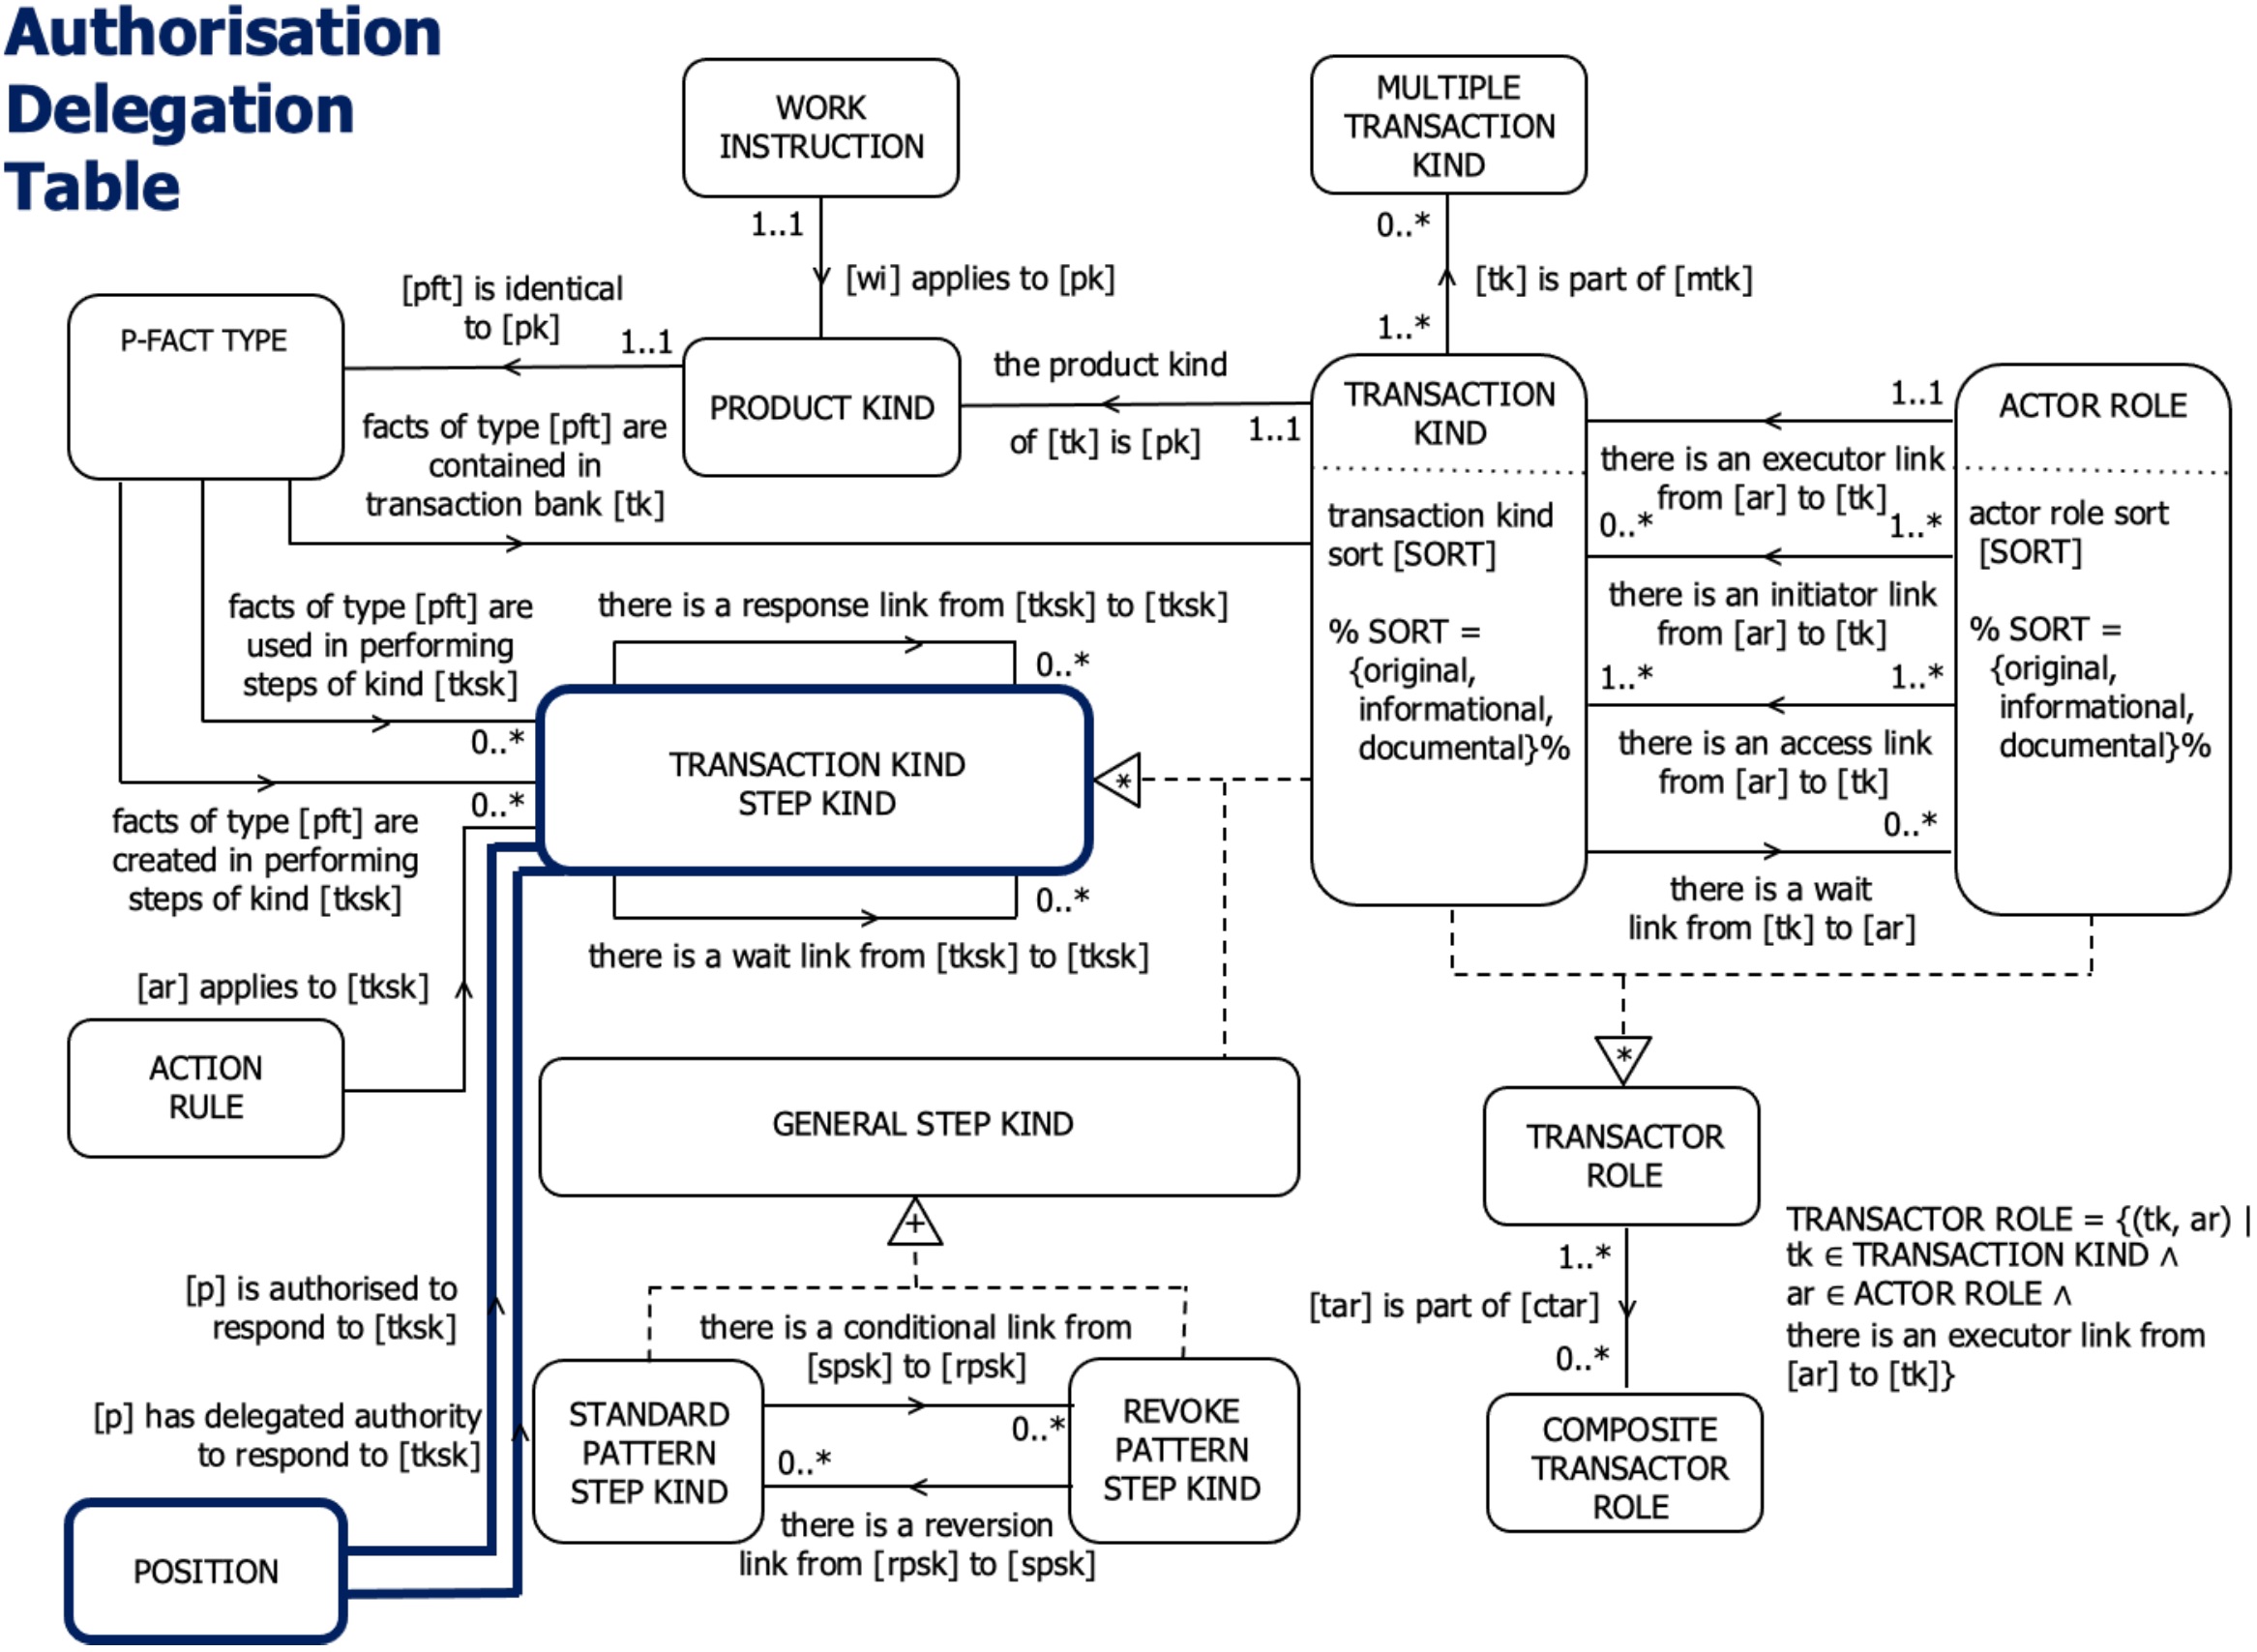 Authorisation
Delegation
Table
WORK
INSTRUCTION
MULTIPLE
TRANSACTION
KIND
1..1
[wi] applies to [pk]
0..*
[tk] is part of [mtk]
1..*
[pft] is identical
to [pk]
1..1
P-FACT TYPE
PRODUCT KIND
the product kind
of [tk] is [pk]
1..1
TRANSACTION
KIND
transaction kind
sort [SORT]
% SORT =
{original,
informational,
documental}%
1..1
there is an executor link
from [ar] to [tk]
0..*
1..*
there is an initiator link
from [ar] to [tk]
1..*
1..*
there is an access link
from [ar] to [tk]
0..*
there is a wait
link from [tk] to [ar]
ACTOR ROLE
actor role sort
[SORT]
% SORT =
{original,
informational,
documental}%
facts of type [pft] are
contained in
transaction bank [tk]
facts of type [pft] are
used in performing
steps of kind [tksk]
0..*
there is a response link from [tksk] to [tksk]
0..*
TRANSACTION KIND
STEP KIND
*
0..*
facts of type [pft] are
created in performing
steps of kind [tksk]
0..*
there is a wait link from [tksk] to [tksk]
[ar] applies to [tksk]
ACTION
RULE
GENERAL STEP KIND
+
*
TRANSACTOR
ROLE
TRANSACTOR ROLE = {(tk, ar) |
tk ∈ TRANSACTION KIND ∧
ar ∈ ACTOR ROLE ∧
there is an executor link from
[ar] to [tk]}
1..*
[tar] is part of [ctar]
0..*
COMPOSITE
TRANSACTOR
ROLE
[p] is authorised to
respond to [tksk]
[p] has delegated authority
to respond to [tksk]
there is a conditional link from
[spsk] to [rpsk]
STANDARD
PATTERN
STEP KIND
0..*
0..*
REVOKE
PATTERN
STEP KIND
there is a reversion
link from [rpsk] to [spsk]
POSITION